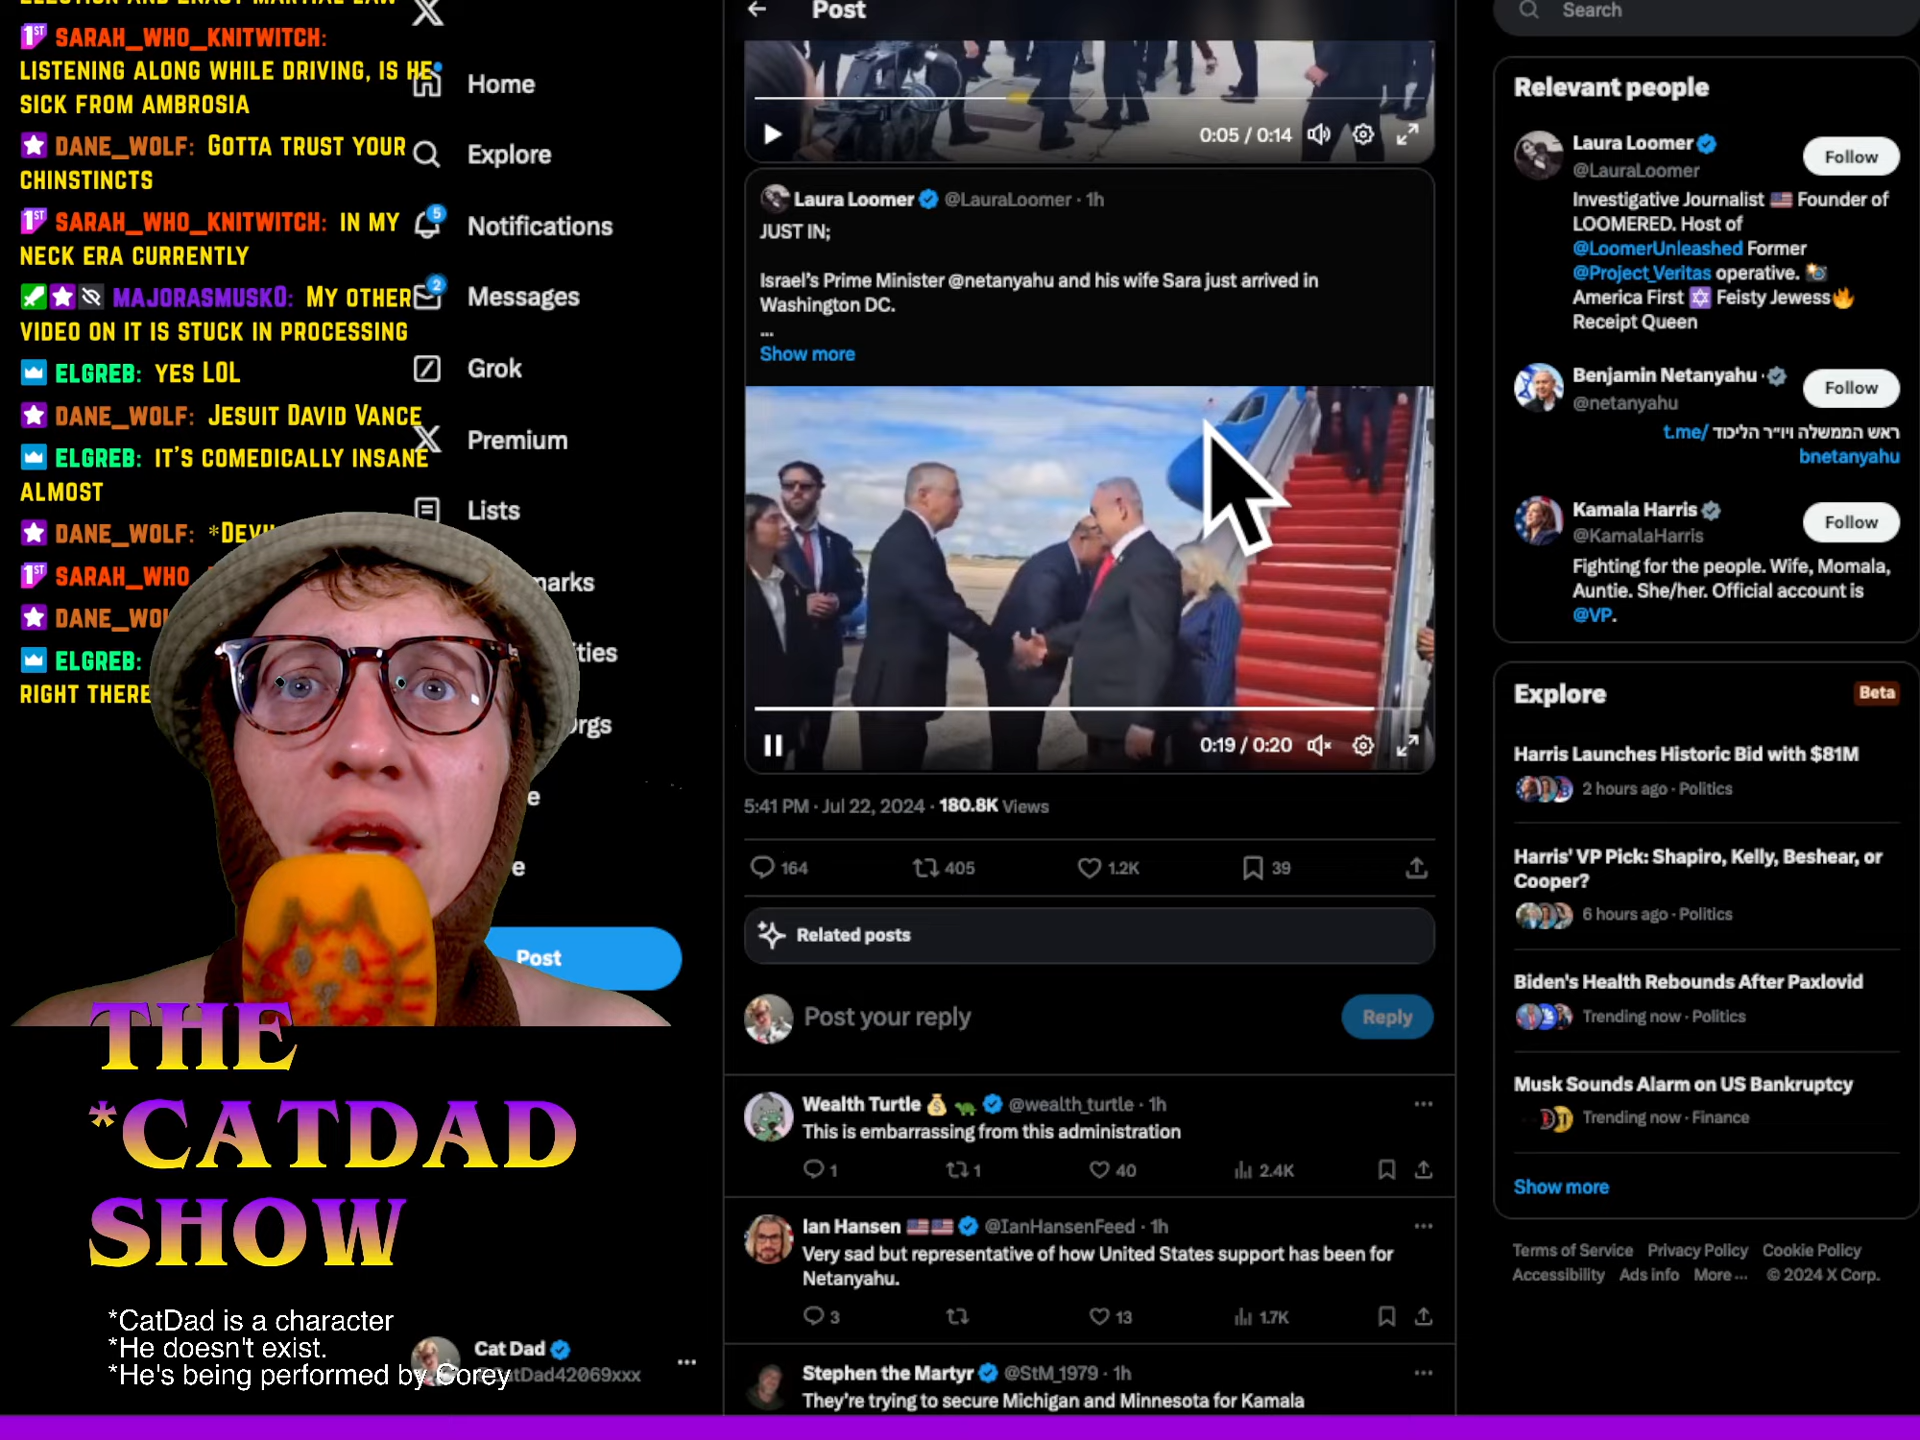 ELECTION AND ENACT MARTIAL LAW
1ST SARAH_WHO_KNITWITCH:
LISTENING ALONG WHILE DRIVING, IS HE
SICK FROM AMBROSIA
DANE_WOLF: GOTTA TRUST YOUR
CHINSTINCTS
1ST SARAH_WHO_KNITWITCH: IN MY
NECK ERA CURRENTLY
MAJORASMUSK0: MY OTHER
VIDEO ON IT IS STUCK IN PROCESSING
ELGREB: YES LOL
DANE_WOLF: JESUIT DAVID VANCE
ELGREB: IT'S COMEDICALLY INSANE
ALMOST
DANE_WOLF:
1ST SARAH_WHO
ELGREB:
RIGHT THERE
Home
Explore
5
Notifications
2
Messages
Grok
Premium
Lists
Post
THE
*CATDAD
SHOW
*CatDad is a character
*He doesn't exist.
*He's being performed by Corey
Cat Dad
Post
0:05 / 0:14
Laura Loomer @LauraLoomer · 1h
JUST IN;
Israel's Prime Minister @netanyahu and his wife Sara just arrived in
Washington DC.
...
Show more
0:19 / 0:20
5:41 PM · Jul 22, 2024 · 180.8K Views
164 405 1.2K 39
Related posts
Post your reply
Reply
Wealth Turtle @wealth_turtle · 1h
This is embarrassing from this administration
1 1 40 2.4K
Ian Hansen @IanHansenFeed · 1h
Very sad but representative of how United States support has been for
Netanyahu.
3 13 1.7K
Stephen the Martyr @StM_1979 · 1h
They're trying to secure Michigan and Minnesota for Kamala
Search
Relevant people
Laura Loomer
@LauraLoomer
Follow
Investigative Journalist Founder of
LOOMERED. Host of
@LoomerUnleashed Former
@Project_Veritas operative.
America First Feisty Jewess
Receipt Queen
Benjamin Netanyahu ·
@netanyahu
Follow
ראש הממשלה ויו״ר הליכוד t.me/
bnetanyahu
Kamala Harris
@KamalaHarris
Follow
Fighting for the people. Wife, Momala,
Auntie. She/her. Official account is
@VP.
Explore
Beta
Harris Launches Historic Bid with $81M
2 hours ago · Politics
Harris' VP Pick: Shapiro, Kelly, Beshear, or
Cooper?
6 hours ago · Politics
Biden's Health Rebounds After Paxlovid
Trending now · Politics
Musk Sounds Alarm on US Bankruptcy
Trending now · Finance
Show more
Terms of Service Privacy Policy Cookie Policy
Accessibility Ads info More ... © 2024 X Corp.